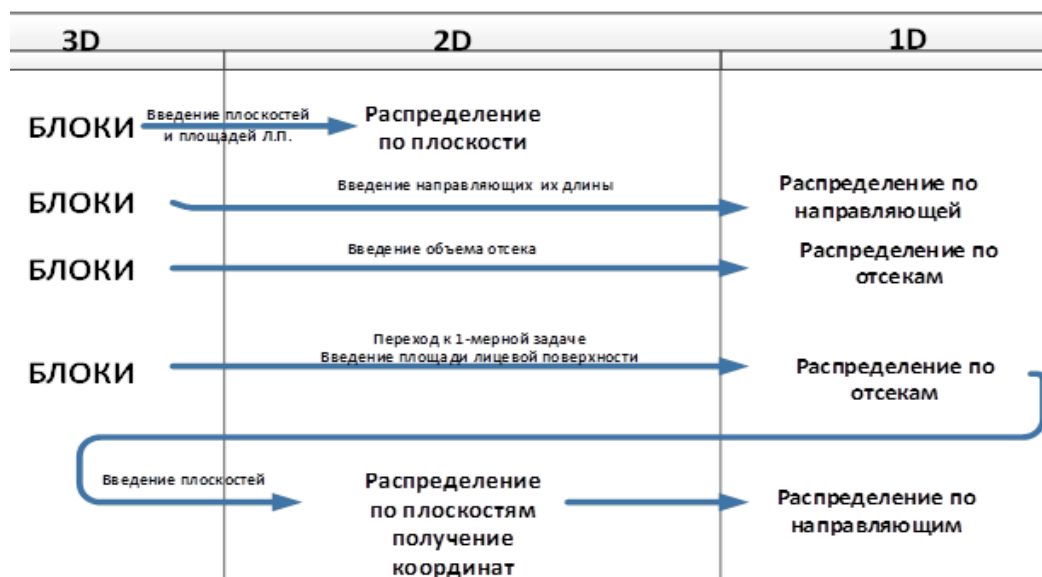 3D
2D
1D
БЛОКИ
Введение плоскостей
и площадей Л.П.
Распределение
по плоскости
БЛОКИ
Введение направляющих их длины
Распределение по
направляющей
БЛОКИ
Введение объема отсека
Распределение по
отсекам
БЛОКИ
Переход к 1-мерной задаче
Введение площади лицевой поверхности
Распределение по
отсекам
Введение плоскостей
Распределение
по плоскостям
получение
координат
Распределение по
направляющим